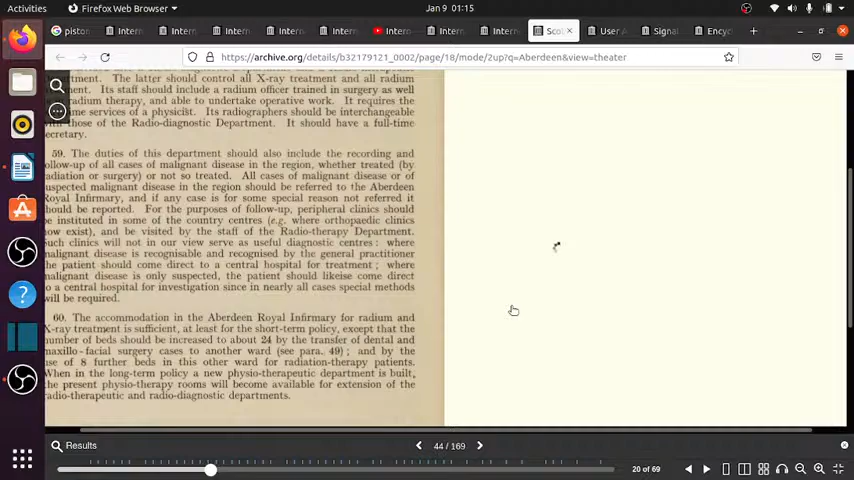 Activities
Firefox Web Browser
Jan 9 01:15
pisto
Intern
Intern
Intern
Intern
Intern
Intern
Intern
Scot
User A
Signal
Ency
https://archive.org/details/b32179121_0002/page/18/mode/2up?q=Aberdeen&view=theater
tment. The latter should control all X-ray treatment and all radium
ment. Its staff should include a radium officer trained in surgery as well
radium therapy, and able to undertake operative work. It requires the
me services of a physicist. Its radiographers should be interchangeable
those of the Radio-diagnostic Department. It should have a full-time
ecretary.
59. The duties of this department should also include the recording and
ollow-up of all cases of malignant disease in the region, whether treated (by
radiation or surgery) or not so treated. All cases of malignant disease or of
suspected malignant disease in the region should be referred to the Aberdeen
Royal Infirmary, and if any case is for some special reason not referred it
should be reported. For the purposes of follow-up, peripheral clinics should
be instituted in some of the country centres (e.g. where orthopaedic clinics
now exist), and be visited by the staff of the Radio-therapy Department.
Such clinics will not in our view serve as useful diagnostic centres: where
malignant disease is recognisable and recognised by the general practitioner
the patient should come direct to a central hospital for treatment; where
malignant disease is only suspected, the patient should likeise come direct
to a central hospital for investigation since in nearly all cases special methods
will be required.
60. The accommodation in the Aberdeen Royal Infirmary for radium and
X-ray treatment is sufficient, at least for the short-term policy, except that the
number of beds should be increased to about 24 by the transfer of dental and
maxillo-facial surgery cases to another ward (see para. 49); and by the
use of 8 further beds in this other ward for radiation-therapy patients.
When in the long-term policy a new physio-therapeutic department is built,
the present physio-therapy rooms will become available for extension of the
radio-therapeutic and radio-diagnostic departments.
Results
44 / 169
20 of 69